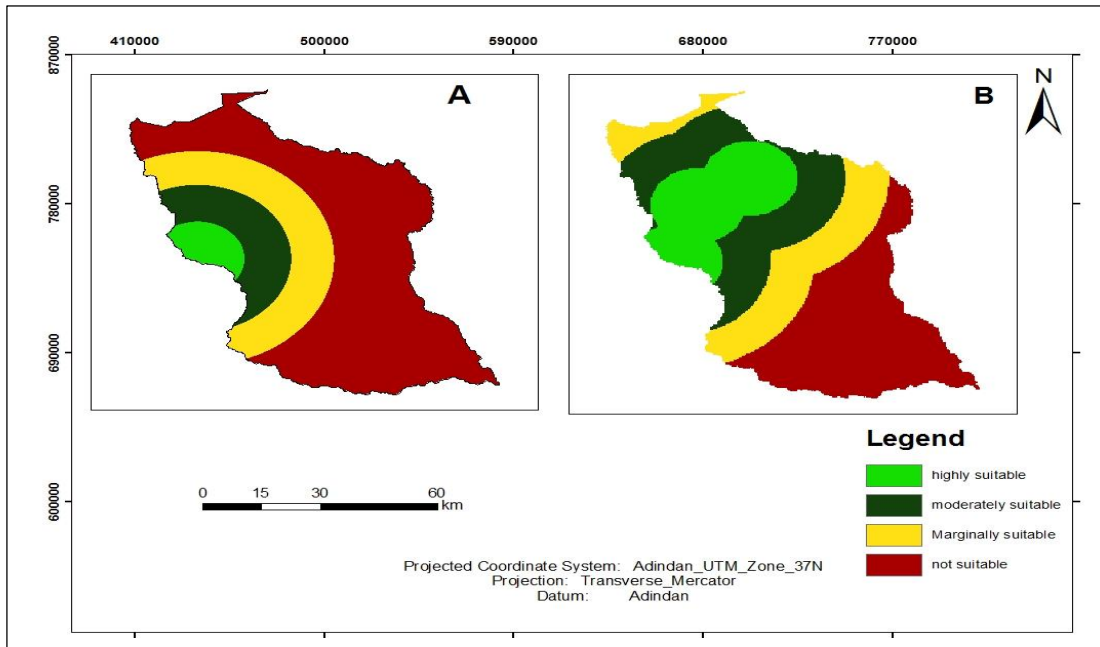 410000 500000 590000 680000 770000
870000
780000
690000
600000
A
B
N
Legend
highly suitable
moderately suitable
Marginally suitable
not suitable
0 15 30 60
km
Projected Coordinate System: Adindan_UTM_Zone_37N
Projection: Transverse_Mercator
Datum: Adindan